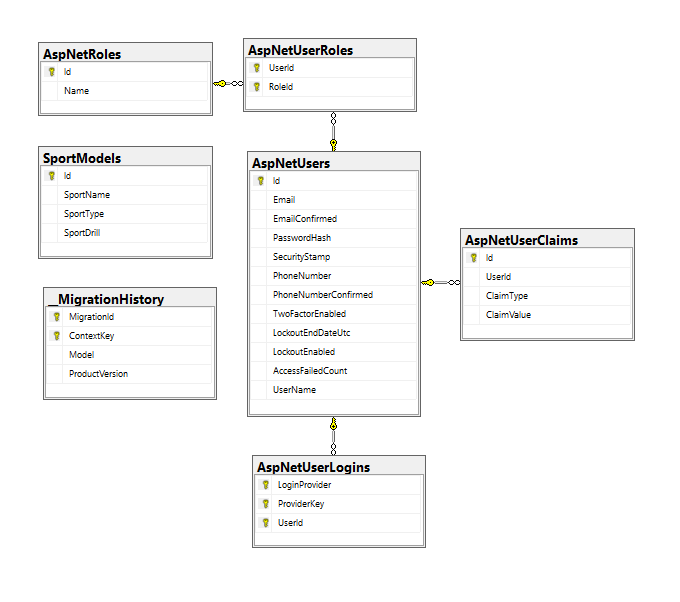 AspNetRoles
Id
Name
AspNetUserRoles
UserId
RoleId
SportModels
Id
SportName
SportType
SportDrill
AspNetUsers
Id
Email
EmailConfirmed
PasswordHash
SecurityStamp
PhoneNumber
PhoneNumberConfirmed
TwoFactorEnabled
LockoutEndDateUtc
LockoutEnabled
AccessFailedCount
UserName
AspNetUserClaims
Id
UserId
ClaimType
ClaimValue
__MigrationHistory
MigrationId
ContextKey
Model
ProductVersion
AspNetUserLogins
LoginProvider
ProviderKey
UserId